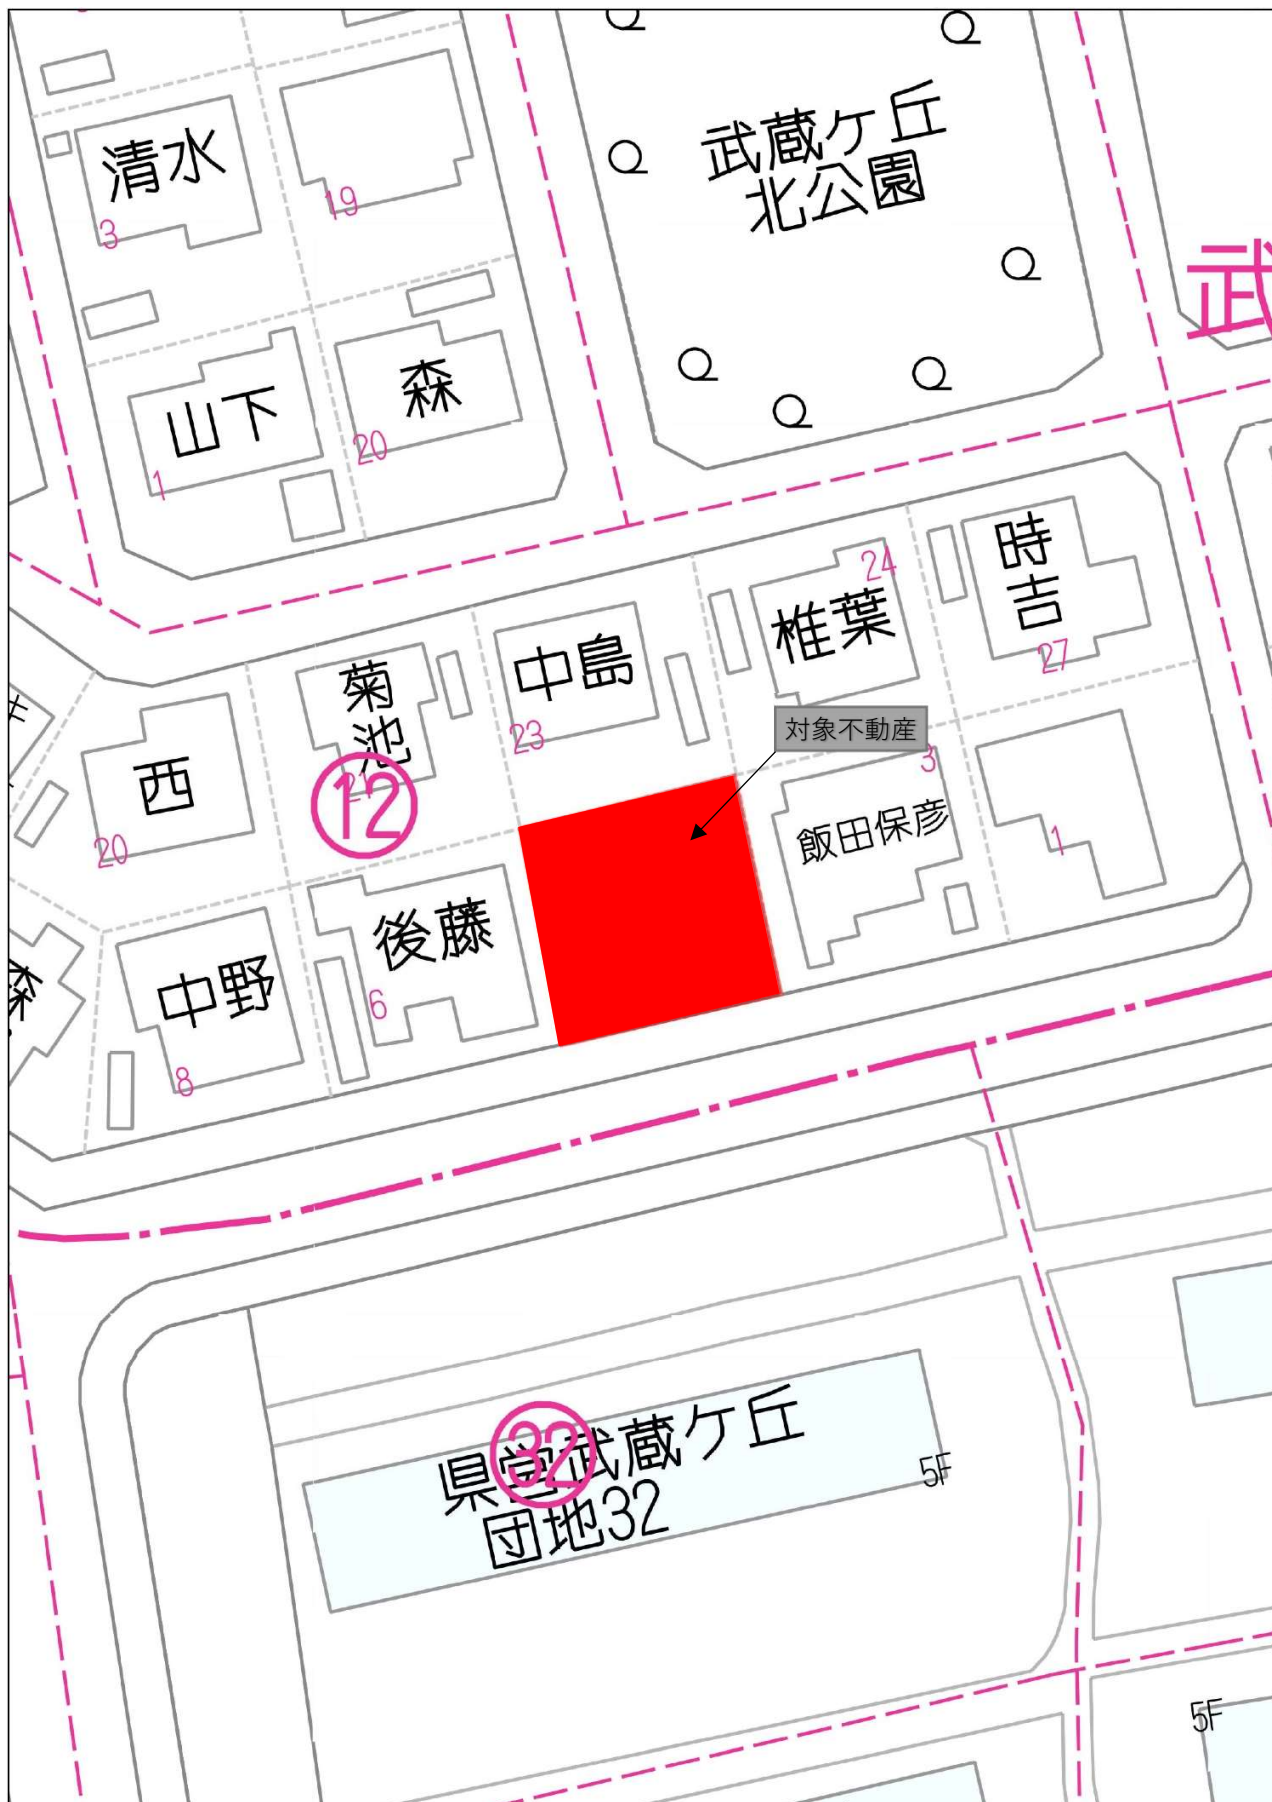 武蔵ケ丘
北公園
清水
3
19
武
山下
1
森
20
時
吉
27
24
椎葉
菊
池
21
中島
23
対象不動産
西
20
12
3
飯田保彦
1
後藤
6
中野
8
森
県営武蔵ケ丘
団地32
32
5F
5F